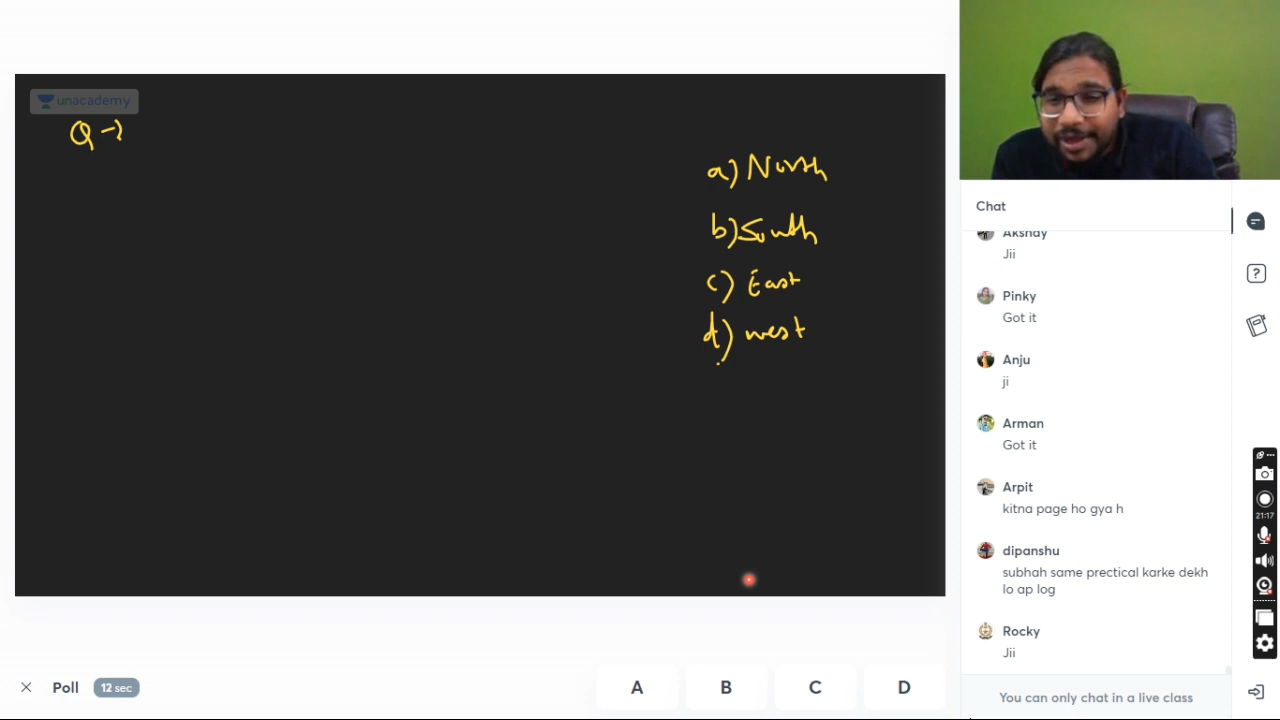 unacademy
Q→
a) North
b) South
c) East
d) west
Chat
Akshay
Jii
Pinky
Got it
Anju
ji
Arman
Got it
Arpit
kitna page ho gya h
dipanshu
subhah same prectical karke dekh
lo ap log
Rocky
Jii
21:17
Poll 12 sec A B C D
You can only chat in a live class